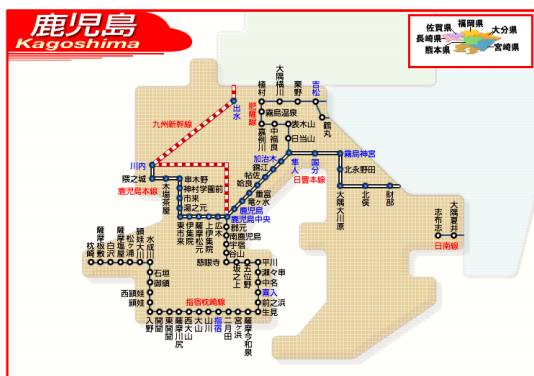 鹿児島
Kagoshima
福岡県
佐賀県
大分県
長崎県
熊本県
宮崎県
九州新幹線
出水
肥薩線
植村
大隅横川
栗野
吉松
鶴丸
霧島温泉
嘉例川
中福良
表木山
日当山
川内
隈之城
鹿児島本線
木場茶屋
串木野
神村学園前
市来
湯之元
東市来
伊集院
薩摩松元
上伊集院
広木
加治木
錦江
帖佐
姶良
重富
竜ヶ水
鹿児島
鹿児島中央
隼人
国分
日豊本線
霧島神宮
北永野田
大隅大川原
北俣
財部
志布志
大隅夏井
日南線
郡元
南鹿児島
宇宿
谷山
慈眼寺
坂之上
五位野
平川
瀬々串
中名
喜入
前之浜
生見
薩摩今和泉
宮ヶ浜
二月田
指宿
山川
大山
西大山
薩摩川尻
東開聞
開聞
入野
指宿枕崎線
頴娃
西頴娃
御領
石垣
水成川
頴娃大川
松ヶ浦
薩摩塩屋
白沢
薩摩板敷
枕崎